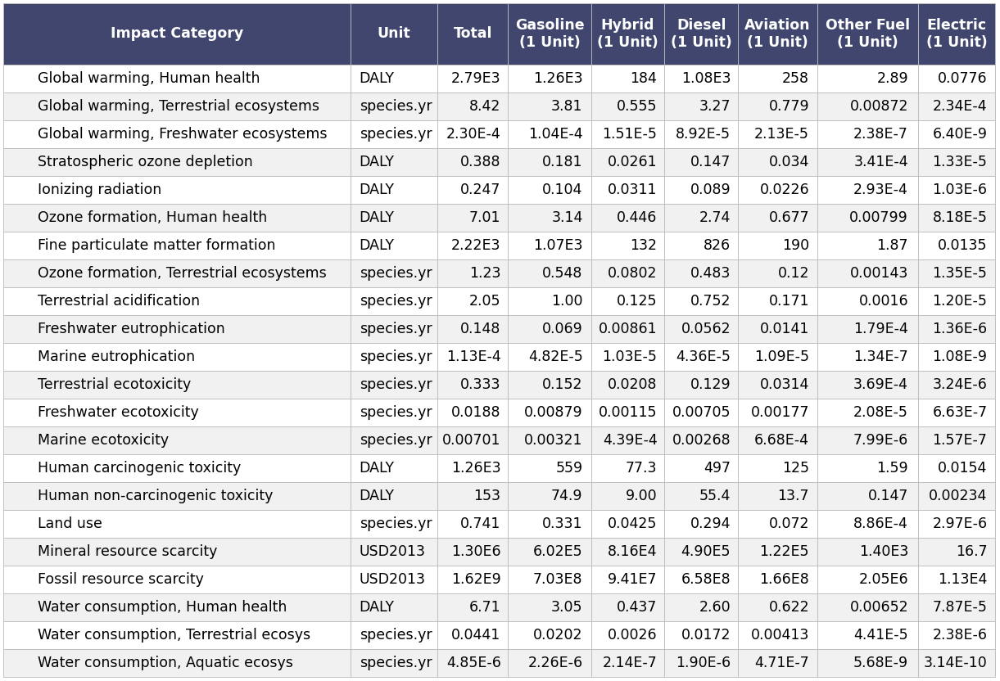 Impact Category Unit Total Gasoline (1 Unit) Hybrid (1 Unit) Diesel (1 Unit) Aviation (1 Unit) Other Fuel (1 Unit) Electric (1 Unit)
Global warming, Human health DALY 2.79E3 1.26E3 184 1.08E3 258 2.89 0.0776
Global warming, Terrestrial ecosystems species.yr 8.42 3.81 0.555 3.27 0.779 0.00872 2.34E-4
Global warming, Freshwater ecosystems species.yr 2.30E-4 1.04E-4 1.51E-5 8.92E-5 2.13E-5 2.38E-7 6.40E-9
Stratospheric ozone depletion DALY 0.388 0.181 0.0261 0.147 0.034 3.41E-4 1.33E-5
Ionizing radiation DALY 0.247 0.104 0.0311 0.089 0.0226 2.93E-4 1.03E-6
Ozone formation, Human health DALY 7.01 3.14 0.446 2.74 0.677 0.00799 8.18E-5
Fine particulate matter formation DALY 2.22E3 1.07E3 132 826 190 1.87 0.0135
Ozone formation, Terrestrial ecosystems species.yr 1.23 0.548 0.0802 0.483 0.12 0.00143 1.35E-5
Terrestrial acidification species.yr 2.05 1.00 0.125 0.752 0.171 0.0016 1.20E-5
Freshwater eutrophication species.yr 0.148 0.069 0.00861 0.0562 0.0141 1.79E-4 1.36E-6
Marine eutrophication species.yr 1.13E-4 4.82E-5 1.03E-5 4.36E-5 1.09E-5 1.34E-7 1.08E-9
Terrestrial ecotoxicity species.yr 0.333 0.152 0.0208 0.129 0.0314 3.69E-4 3.24E-6
Freshwater ecotoxicity species.yr 0.0188 0.00879 0.00115 0.00705 0.00177 2.08E-5 6.63E-7
Marine ecotoxicity species.yr 0.00701 0.00321 4.39E-4 0.00268 6.68E-4 7.99E-6 1.57E-7
Human carcinogenic toxicity DALY 1.26E3 559 77.3 497 125 1.59 0.0154
Human non-carcinogenic toxicity DALY 153 74.9 9.00 55.4 13.7 0.147 0.00234
Land use species.yr 0.741 0.331 0.0425 0.294 0.072 8.86E-4 2.97E-6
Mineral resource scarcity USD2013 1.30E6 6.02E5 8.16E4 4.90E5 1.22E5 1.40E3 16.7
Fossil resource scarcity USD2013 1.62E9 7.03E8 9.41E7 6.58E8 1.66E8 2.05E6 1.13E4
Water consumption, Human health DALY 6.71 3.05 0.437 2.60 0.622 0.00652 7.87E-5
Water consumption, Terrestrial ecosys species.yr 0.0441 0.0202 0.0026 0.0172 0.00413 4.41E-5 2.38E-6
Water consumption, Aquatic ecosys species.yr 4.85E-6 2.26E-6 2.14E-7 1.90E-6 4.71E-7 5.68E-9 3.14E-10